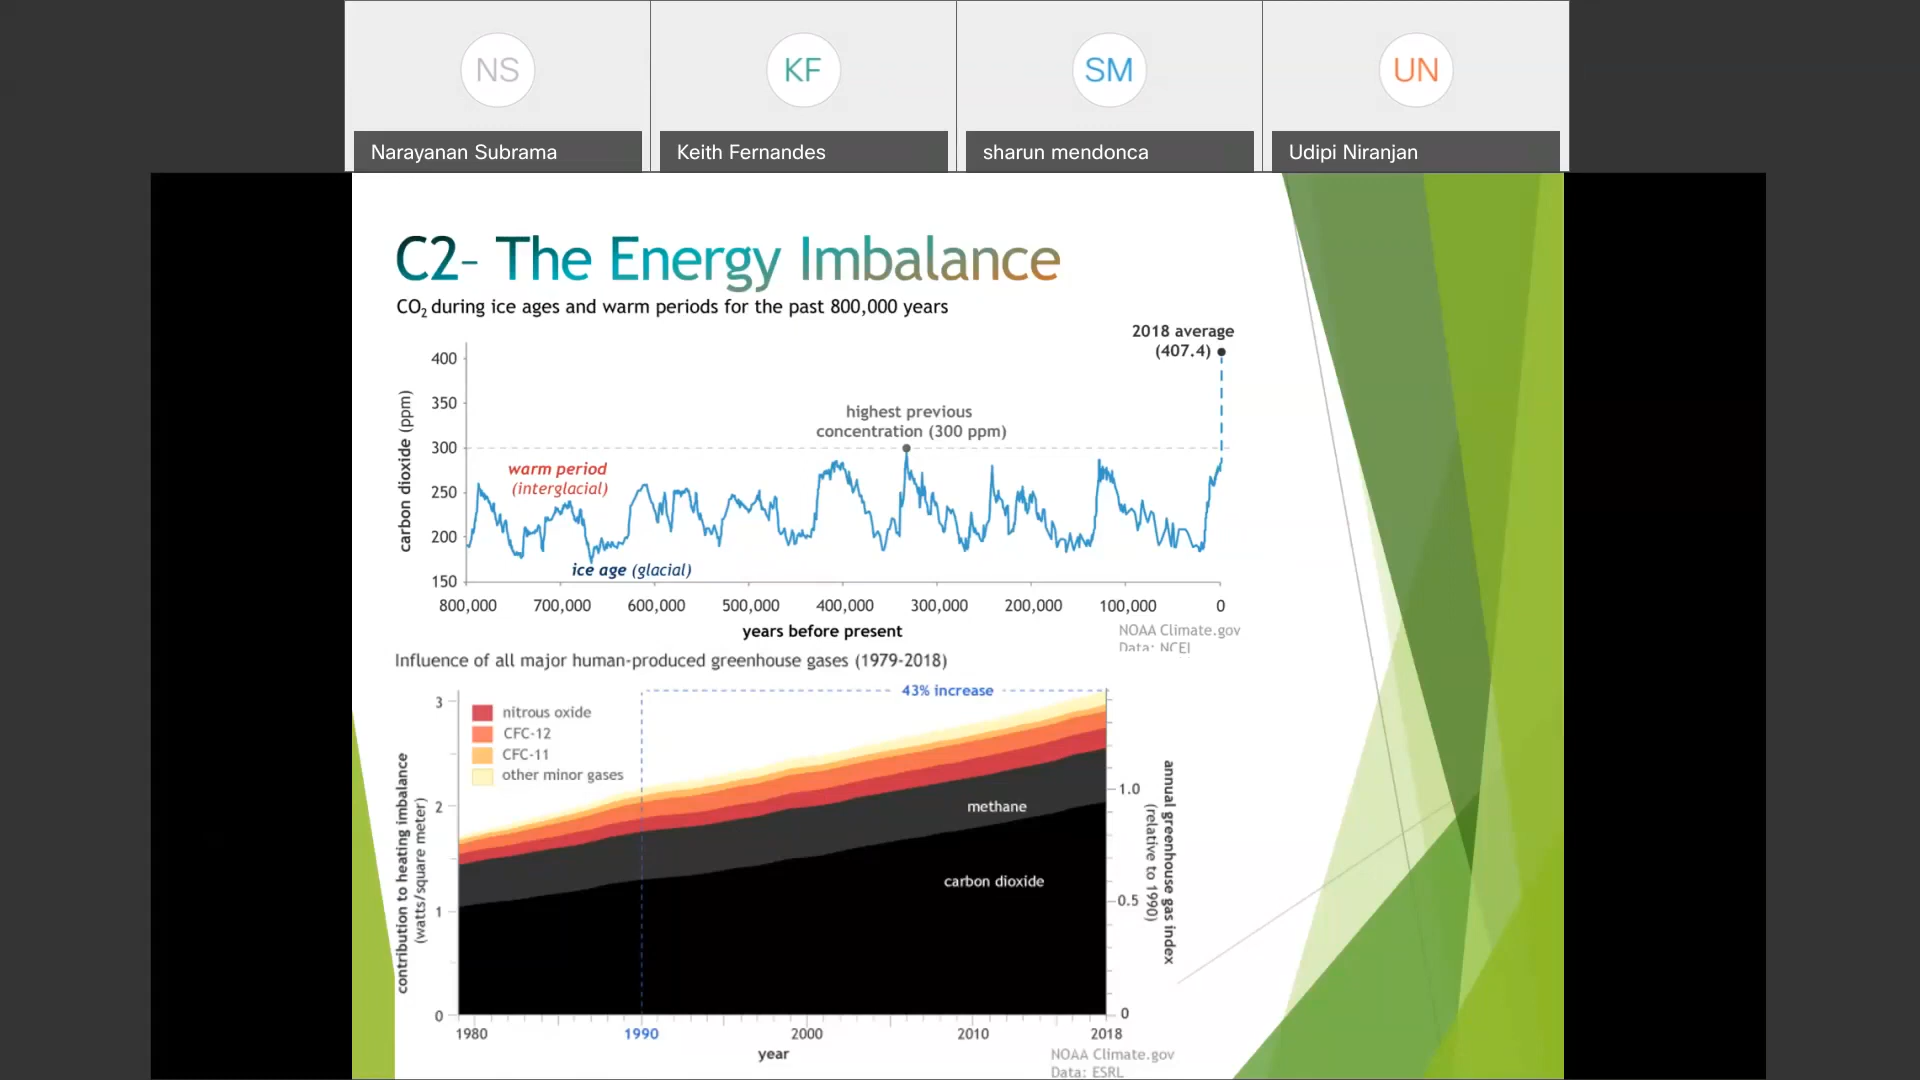 NS
KF
SM
UN
Narayanan Subrama
Keith Fernandes
sharun mendonca
Udipi Niranjan
C2- The Energy Imbalance
CO₂ during ice ages and warm periods for the past 800,000 years
2018 average
(407.4)
400
350
300
250
200
150
carbon dioxide (ppm)
highest previous
concentration (300 ppm)
warm period
(interglacial)
ice age (glacial)
800,000 700,000 600,000 500,000 400,000 300,000 200,000 100,000 0
years before present
NOAA Climate.gov
Data: NCEI
Influence of all major human-produced greenhouse gases (1979-2018)
43% increase
3
2
1
0
contribution to heating imbalance
(watts/square meter)
nitrous oxide
CFC-12
CFC-11
other minor gases
methane
carbon dioxide
1.0
0.5
0
annual greenhouse gas index
(relative to 1990)
1980 1990 2000 2010 2018
year
NOAA Climate.gov
Data: ESRL